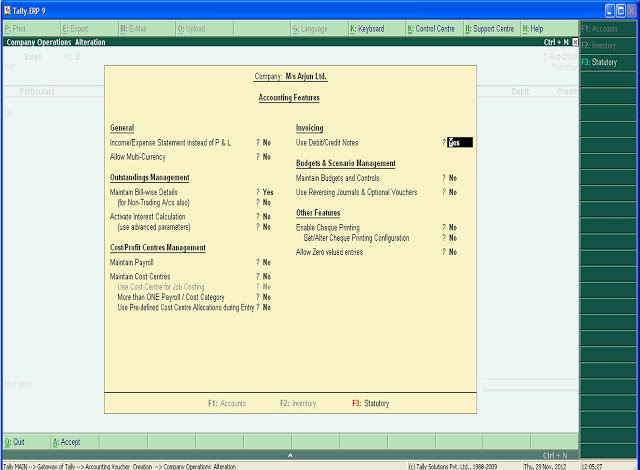 Tally.ERP 9
P: Print E: Export M: E-Mail O: Upload G: Language K: Keyboard K: Control Centre H: Support Centre H: Help
Company Operations Alteration Ctrl + M
F1: Accounts
F2: Inventory
F3: Statutory
Sales No. 2 7-Oct-2010
Ref: Thursday
Particulars Debit Credit
Cr
Company: M/s Arjun Ltd.
Accounting Features
General
Income/Expense Statement instead of P & L ? No
Allow Multi-Currency ? No
Outstandings Management
Maintain Bill-wise Details ? Yes
(for Non-Trading A/cs also) ? No
Activate Interest Calculation ? No
(use advanced parameters) ? No
Cost/Profit Centres Management
Maintain Payroll ? No
Maintain Cost Centres ? No
Use Cost Centre for Job Costing ? No
More than ONE Payroll / Cost Category ? No
Use Pre-defined Cost Centre Allocations during Entry ? No
Invoicing
Use Debit/Credit Notes ? Yes
Budgets & Scenario Management
Maintain Budgets and Controls ? No
Use Reversing Journals & Optional Vouchers ? No
Other Features
Enable Cheque Printing ? No
Set/Alter Cheque Printing Configuration ? No
Allow Zero valued entries ? No
Narration:
F1: Accounts F2: Inventory F3: Statutory
Q: Quit A: Accept
Ctrl + N
Tally MAIN --> Gateway of Tally --> Accounting Voucher Creation --> Company Operations Alteration (c) Tally Solutions Pvt. Ltd., 1988-2009 Thu, 29 Nov, 2012 12:05:27